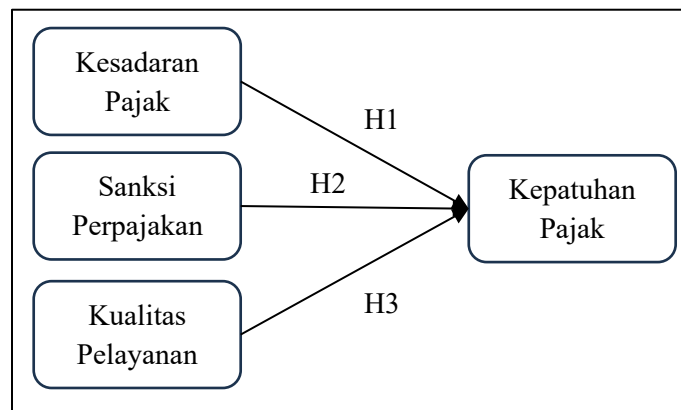 Kesadaran
Pajak
H1
Sanksi
Perpajakan
H2
Kepatuhan
Pajak
Kualitas
Pelayanan
H3